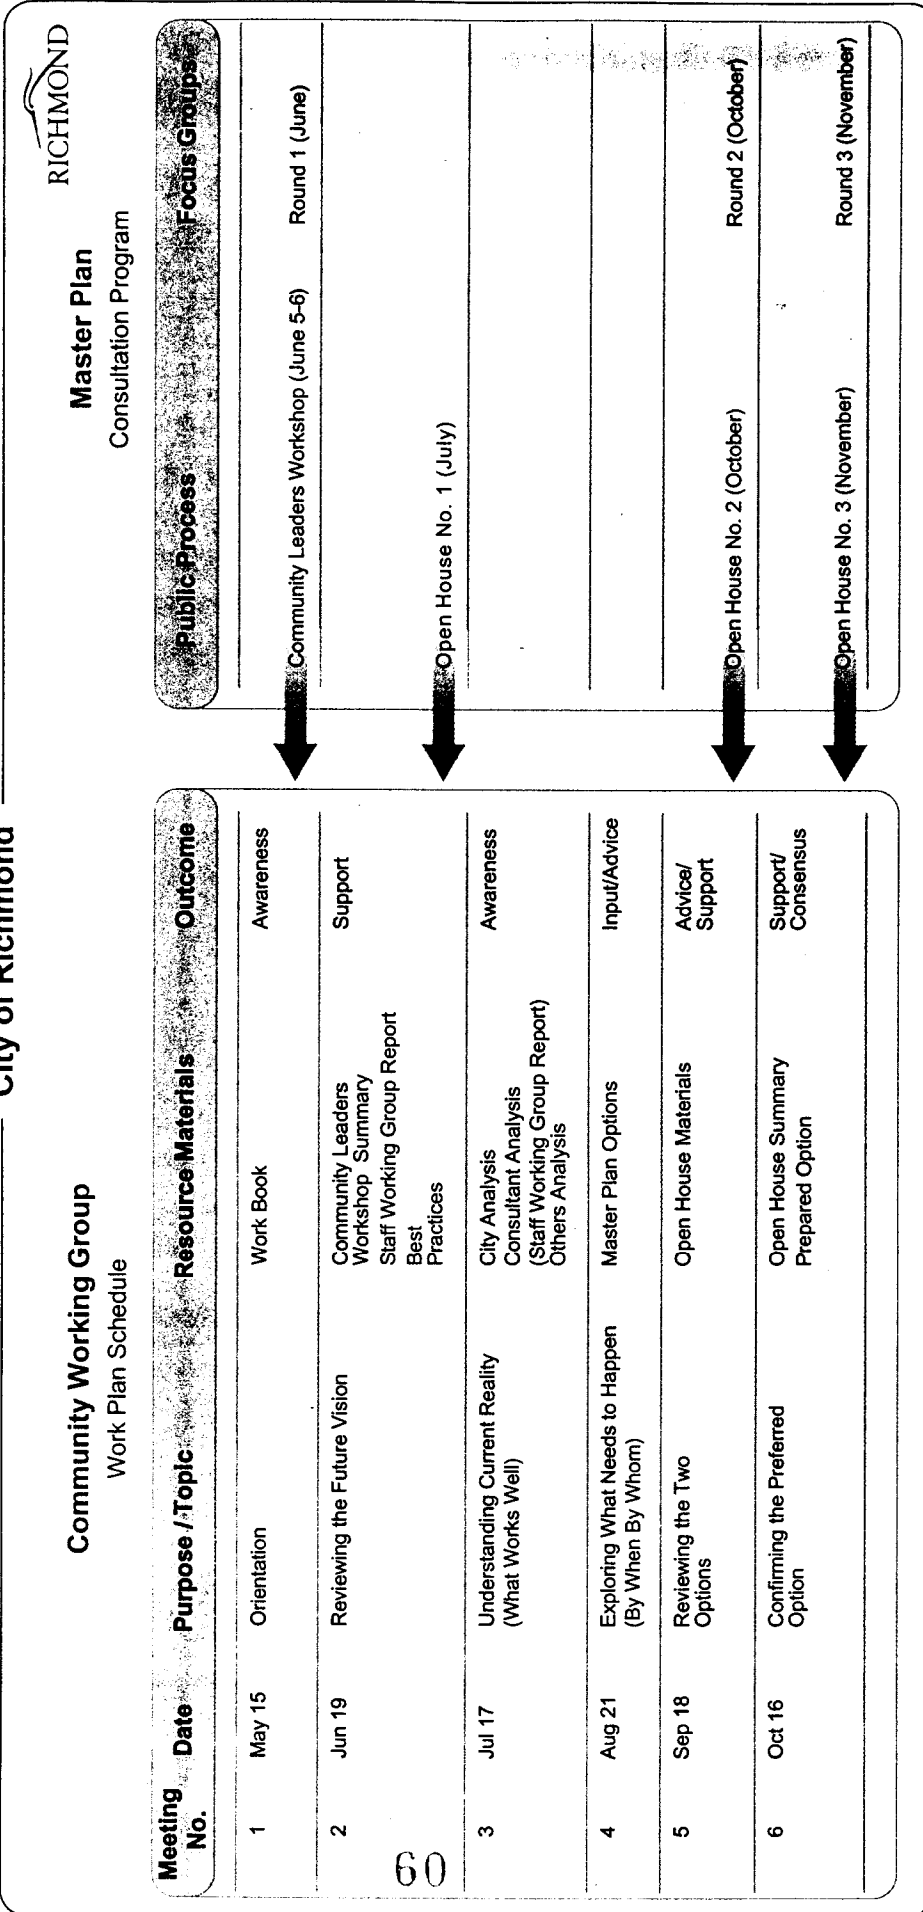 City of Richmond
Community Working Group
Work Plan Schedule
Meeting No. Date Purpose / Topic Resource Materials Outcome
1 May 15 Orientation Work Book Awareness
2 Jun 19 Reviewing the Future Vision Community Leaders Support
Workshop Summary
Staff Working Group Report
Best
Practices
3 Jul 17 Understanding Current Reality City Analysis Awareness
(What Works Well) Consultant Analysis
(Staff Working Group Report)
Others Analysis
4 Aug 21 Exploring What Needs to Happen Master Plan Options Input/Advice
(By When By Whom)
5 Sep 18 Reviewing the Two Open House Materials Advice/
Options Support
6 Oct 16 Confirming the Preferred Open House Summary Support/
Option Prepared Option Consensus
60
Master Plan
Consultation Program
RICHMOND
Public Process Focus Groups
Community Leaders Workshop (June 5-6) Round 1 (June)
Open House No. 1 (July)
Open House No. 2 (October) Round 2 (October)
Open House No. 3 (November) Round 3 (November)